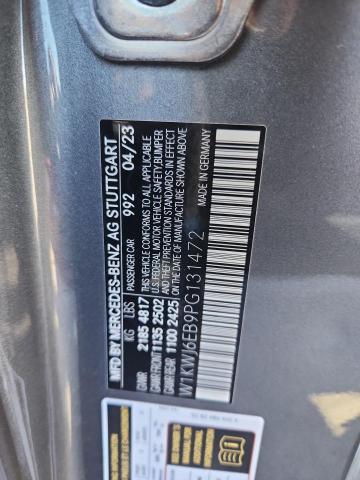 MFD BY MERCEDES-BENZ AG STUTTGART
PASSENGER CAR 992 04/23
KG LBS
GVWR 2185 4817
GAWR FRONT 1135 2502
GAWR REAR 1100 2425
THIS VEHICLE CONFORMS TO ALL APPLICABLE
U.S. FEDERAL MOTOR VEHICLE SAFETY, BUMPER
AND THEFT PREVENTION STANDARDS IN EFFECT
ON THE DATE OF MANUFACTURE SHOWN ABOVE
MADE IN GERMANY
W1KWJ6EB9PG131472